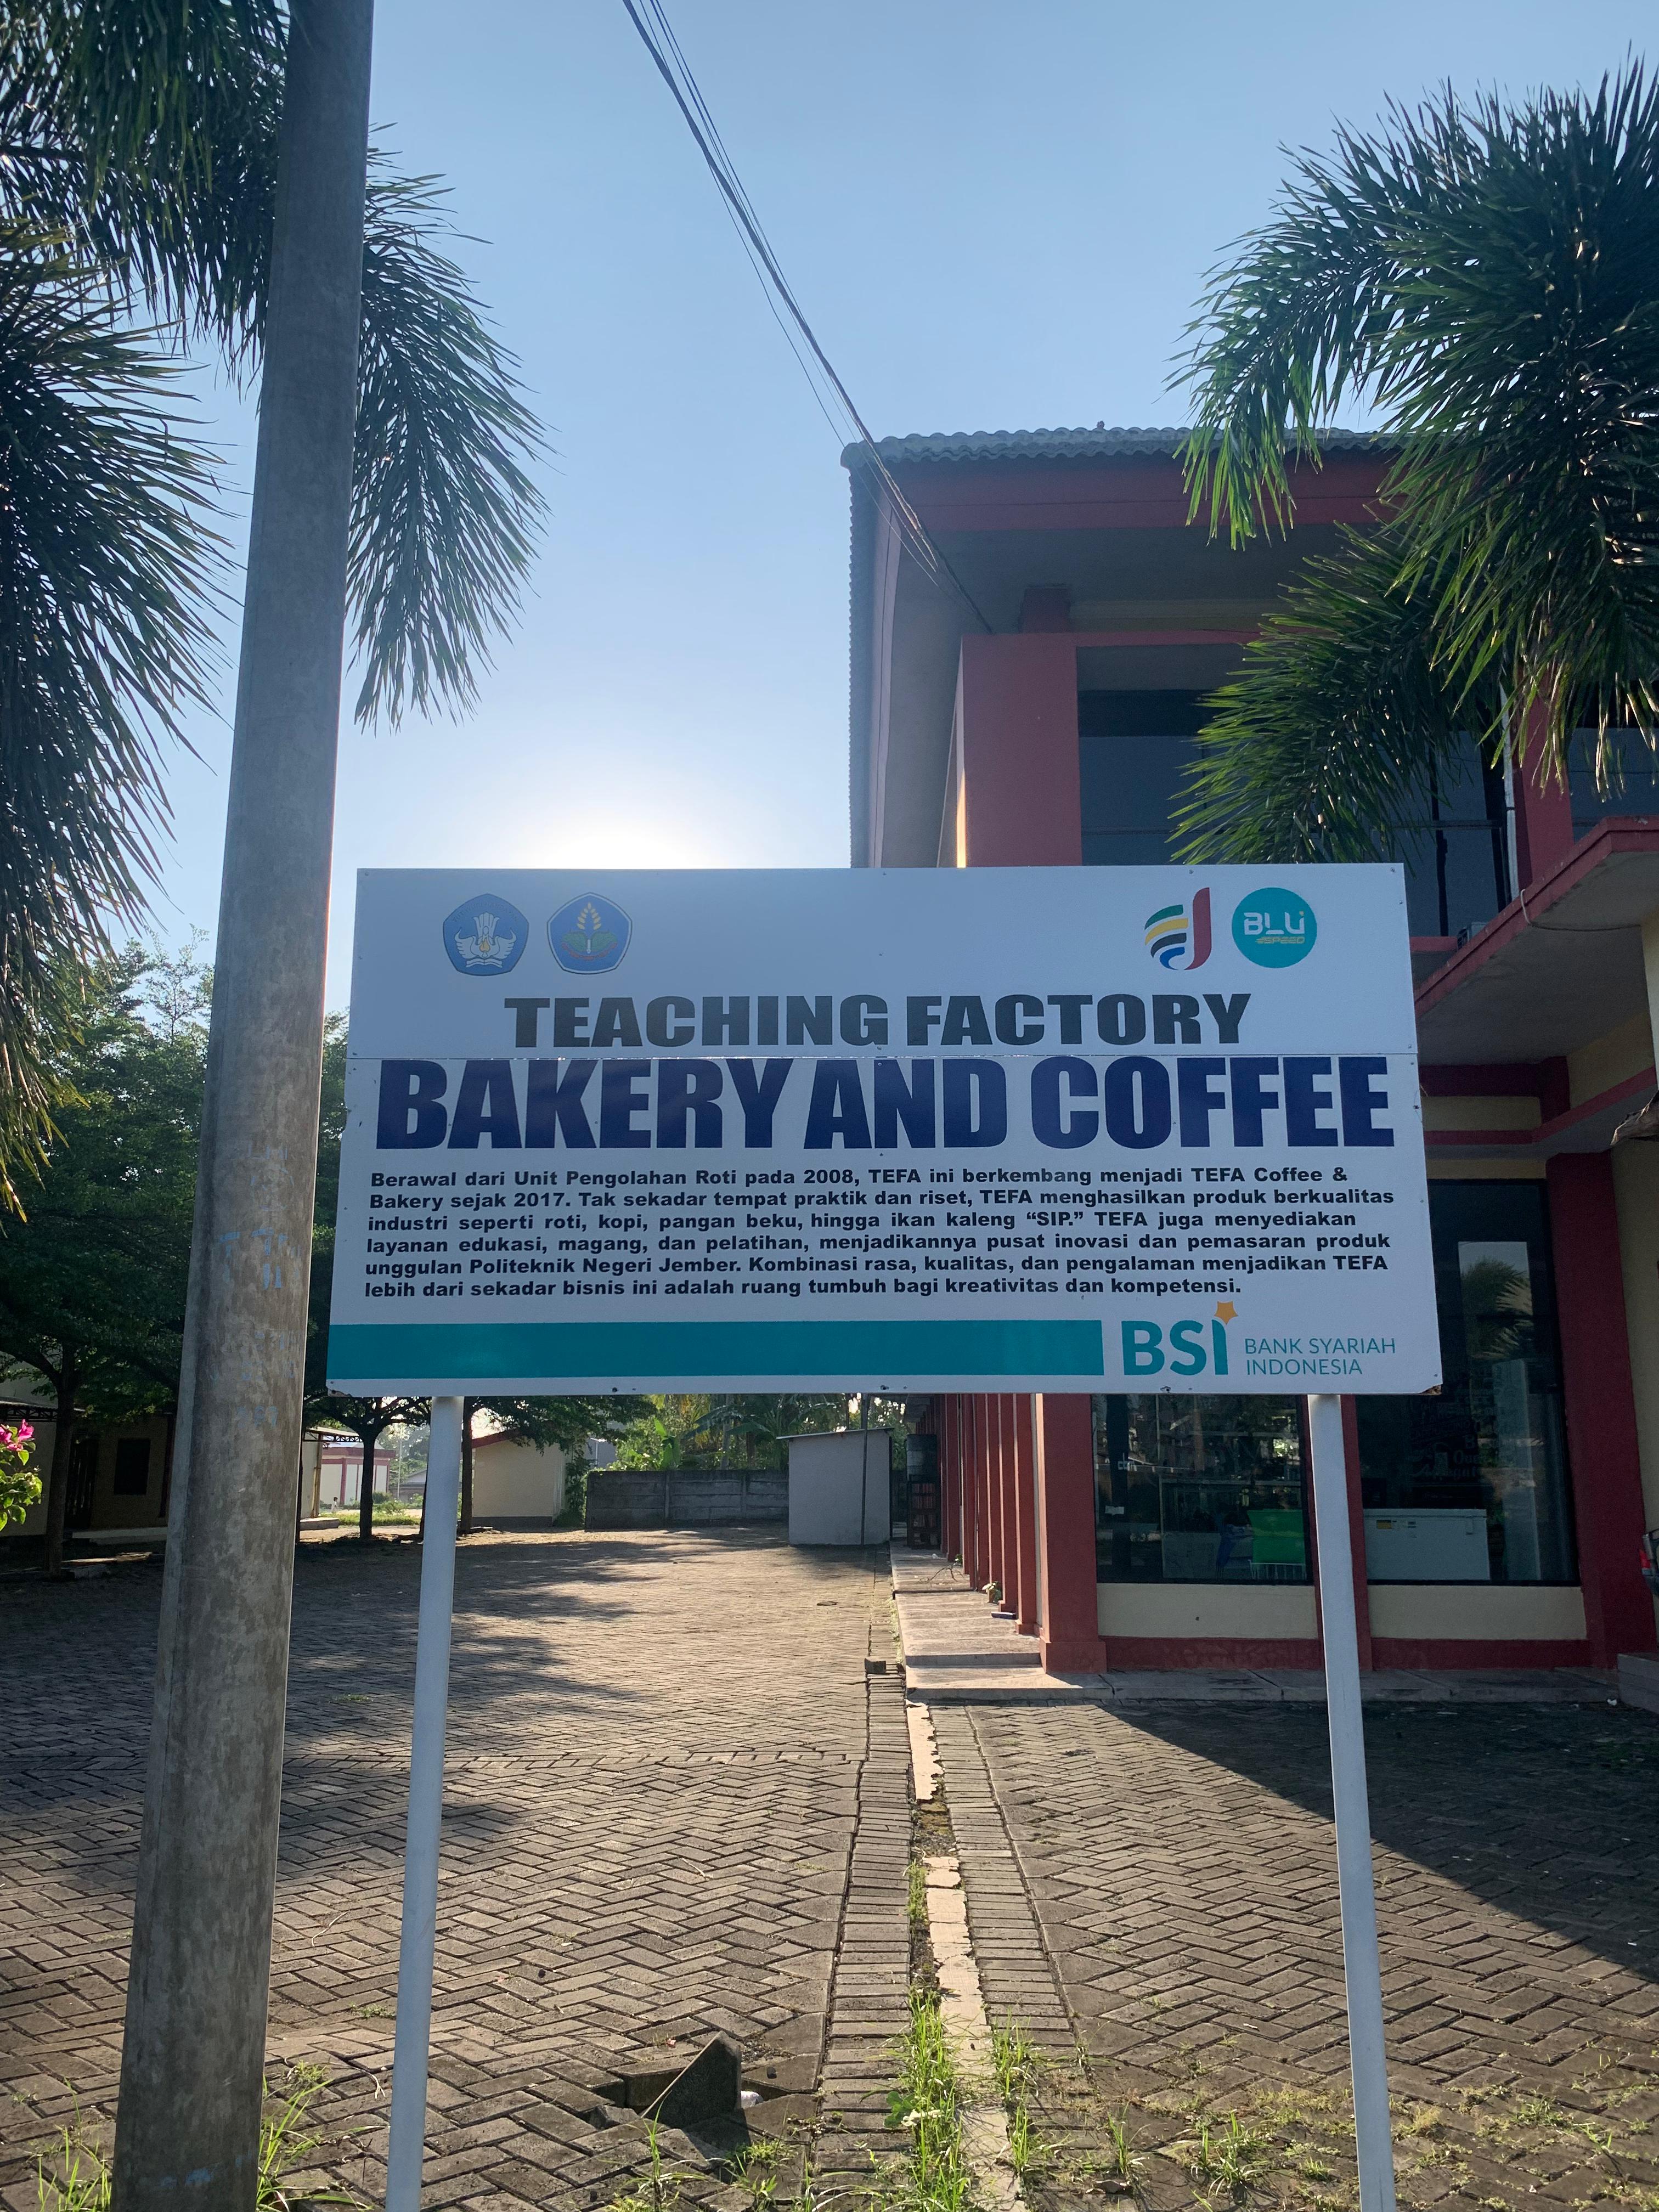 BLU
SPEED
TEACHING FACTORY
BAKERY AND COFFEE
Berawal dari Unit Pengolahan Roti pada 2008, TEFA ini berkembang menjadi TEFA Coffee &
Bakery sejak 2017. Tak sekadar tempat praktik dan riset, TEFA menghasilkan produk berkualitas
industri seperti roti, kopi, pangan beku, hingga ikan kaleng “SIP.” TEFA juga menyediakan
layanan edukasi, magang, dan pelatihan, menjadikannya pusat inovasi dan pemasaran produk
unggulan Politeknik Negeri Jember. Kombinasi rasa, kualitas, dan pengalaman menjadikan TEFA
lebih dari sekadar bisnis ini adalah ruang tumbuh bagi kreativitas dan kompetensi.
BSI BANK SYARIAH
INDONESIA